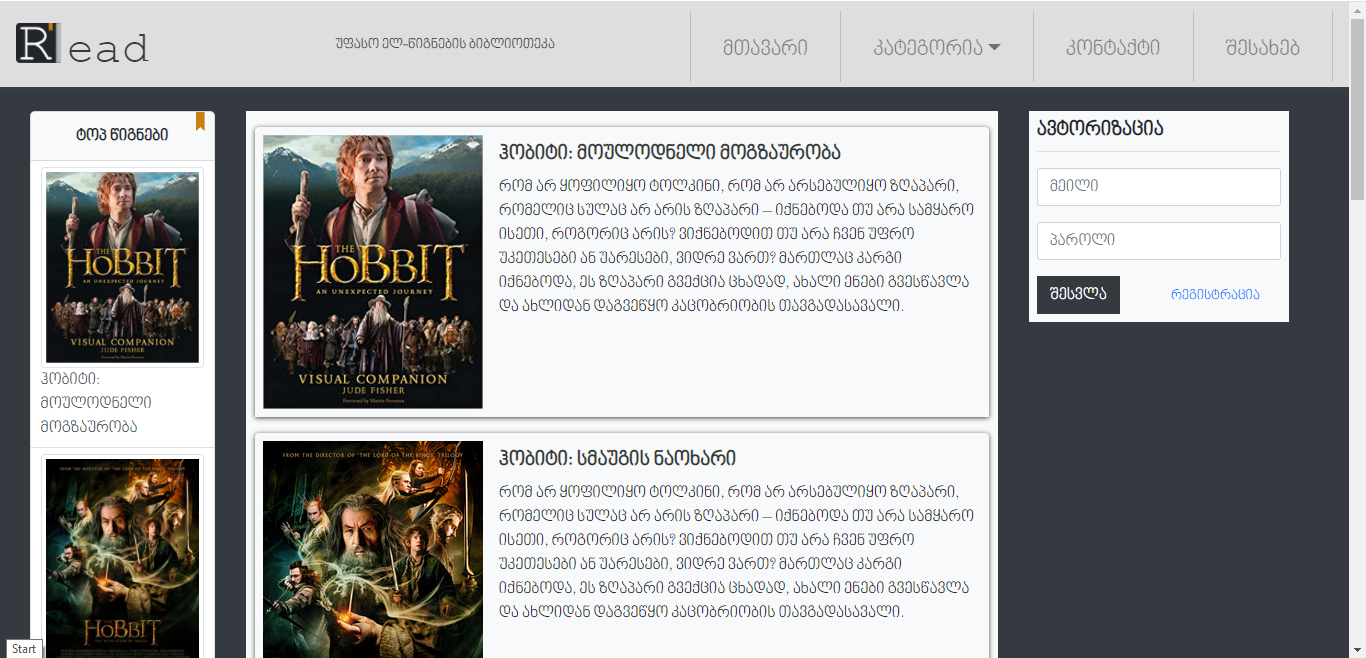 Read
უფასო ელ-წიგნების ბიბლიოთეკა
მთავარი
კატეგორია
კონტაქტი
შესახებ
ტოპ წიგნები
THE
HOBBIT
AN UNEXPECTED JOURNEY
VISUAL COMPANION
JUDE FISHER
ჰობიტი:
მოულოდნელი
მოგზაურობა
FROM THE DIRECTOR OF "THE LORD OF THE RINGS" TRILOGY
THE
HOBBIT
THE HOBBIT
AN UNEXPECTED JOURNEY
VISUAL COMPANION
JUDE FISHER
Foreword by Martin Freeman
ჰობიტი: მოულოდნელი მოგზაურობა
რომ არ ყოფილიყო ტოლკინი, რომ არ არსებულიყო ზღაპარი,
რომელიც სულაც არ არის ზღაპარი – იქნებოდა თუ არა სამყარო
ისეთი, როგორიც არის? ვიქნებოდით თუ არა ჩვენ უფრო
უკეთესები ან უარესები, ვიდრე ვართ? მართლაც კარგი
იქნებოდა, ეს ზღაპარი გვექცია ცხადად, ახალი ენები გვესწავლა
და ახლიდან დაგვეწყო კაცობრიობის თავგადასავალი.
FROM THE DIRECTOR OF "THE LORD OF THE RINGS" TRILOGY
ჰობიტი: სმაუგის ნაოხარი
რომ არ ყოფილიყო ტოლკინი, რომ არ არსებულიყო ზღაპარი,
რომელიც სულაც არ არის ზღაპარი – იქნებოდა თუ არა სამყარო
ისეთი, როგორიც არის? ვიქნებოდით თუ არა ჩვენ უფრო
უკეთესები ან უარესები, ვიდრე ვართ? მართლაც კარგი
იქნებოდა, ეს ზღაპარი გვექცია ცხადად, ახალი ენები გვესწავლა
და ახლიდან დაგვეწყო კაცობრიობის თავგადასავალი.
ავტორიზაცია
მეილი
პაროლი
შესვლა
რეგისტრაცია
Start